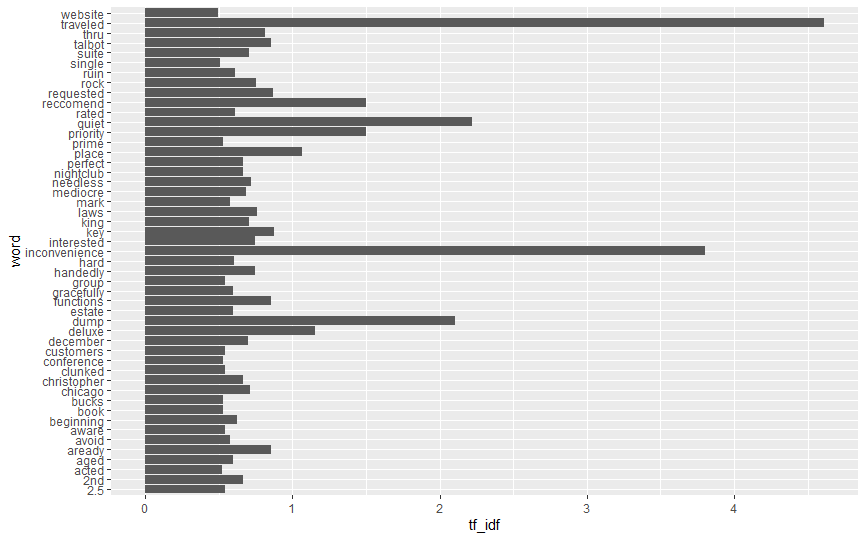 website
traveled
thru
talbot
suite
single
ruin
rock
requested
reccomend
rated
quiet
priority
prime
place
perfect
nightclub
needless
mediocre
mark
laws
king
key
interested
inconvenience
hard
handedly
group
gracefully
functions
estate
dump
deluxe
december
customers
conference
clunked
christopher
chicago
bucks
book
beginning
aware
avoid
aready
aged
acted
2nd
2.5
word
0 1 2 3 4
tf_idf